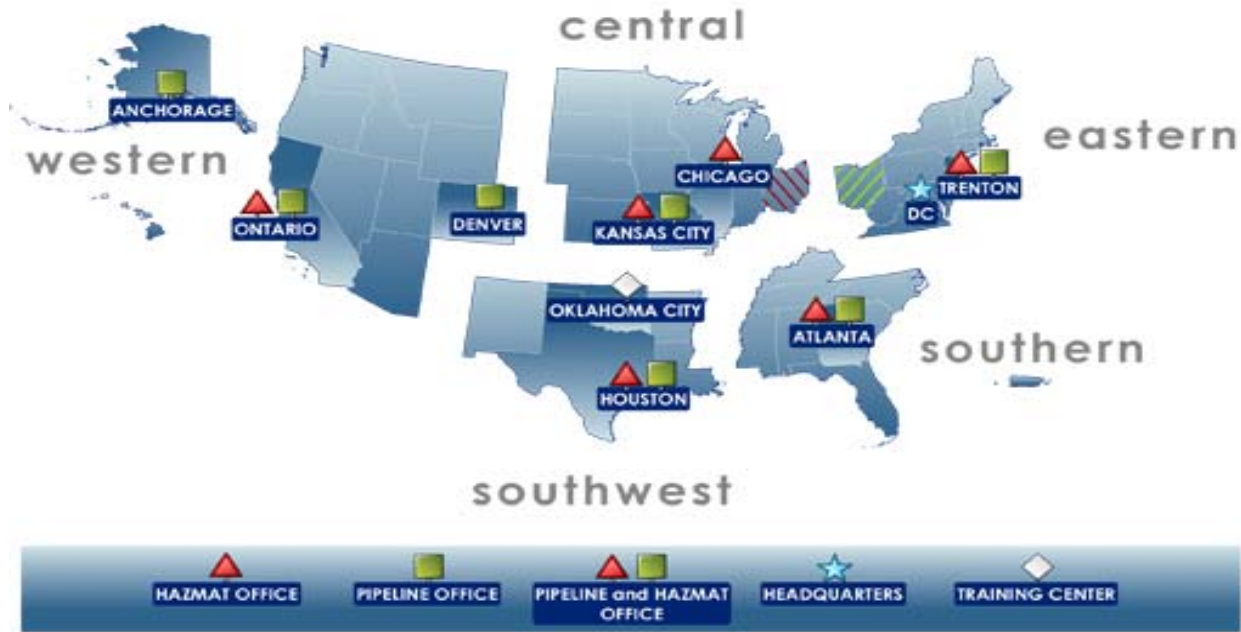 central
ANCHORAGE
western
eastern
CHICAGO
TRENTON
ONTARIO
DENVER
KANSAS CITY
DC
OKLAHOMA CITY
ATLANTA
southern
HOUSTON
southwest
HAZMAT OFFICE
PIPELINE OFFICE
PIPELINE and HAZMAT
OFFICE
HEADQUARTERS
TRAINING CENTER